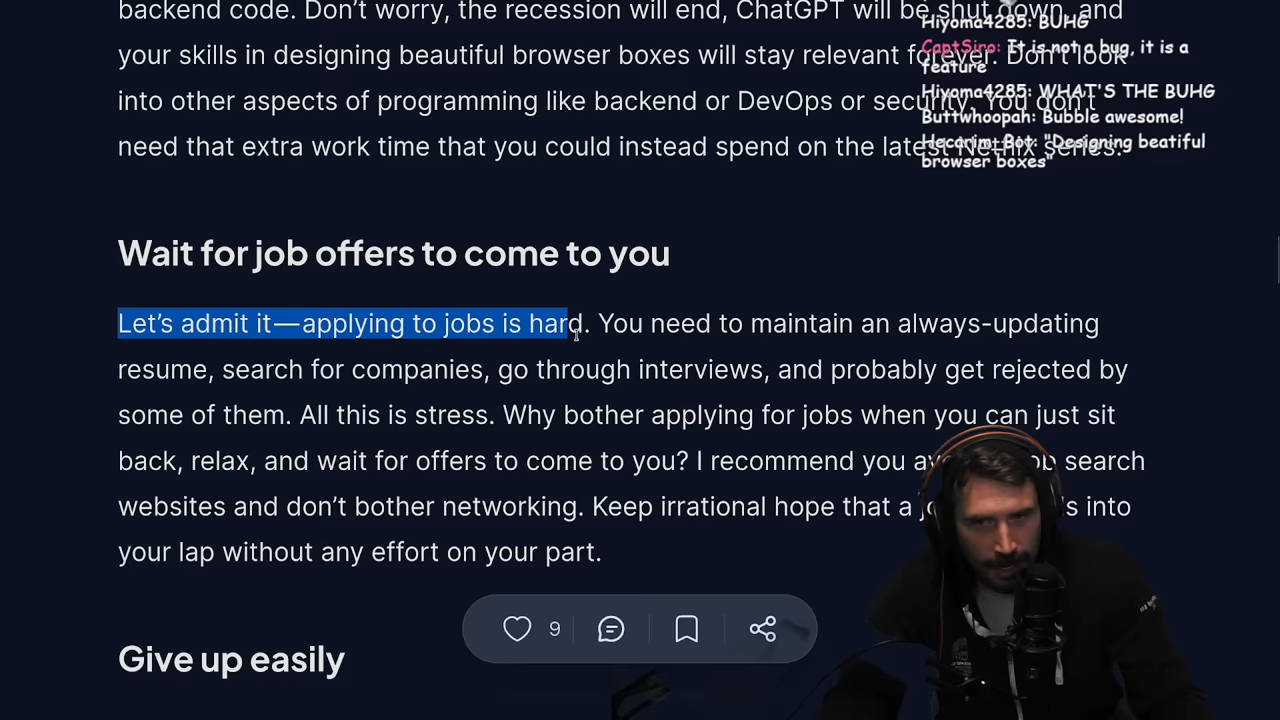 backend code. Don’t worry, the recession will end, ChatGPT will be shut down, and
your skills in designing beautiful browser boxes will stay relevant forever. Don’t look
into other aspects of programming like backend or DevOps or security. You don’t
need that extra work time that you could instead spend on the latest Netflix series.
Hiyoma4285: BUHG
CaptSiro: It is not a bug, it is a
feature
Hiyoma4285: WHAT'S THE BUHG
Buttwhoopah: Bubble awesome!
Hecarim_Bot: "Designing beatiful
browser boxes"
Wait for job offers to come to you
Let’s admit it — applying to jobs is hard. You need to maintain an always-updating
resume, search for companies, go through interviews, and probably get rejected by
some of them. All this is stress. Why bother applying for jobs when you can just sit
back, relax, and wait for offers to come to you? I recommend you search
websites and don’t bother networking. Keep irrational hope that a into
your lap without any effort on your part.
9
Give up easily